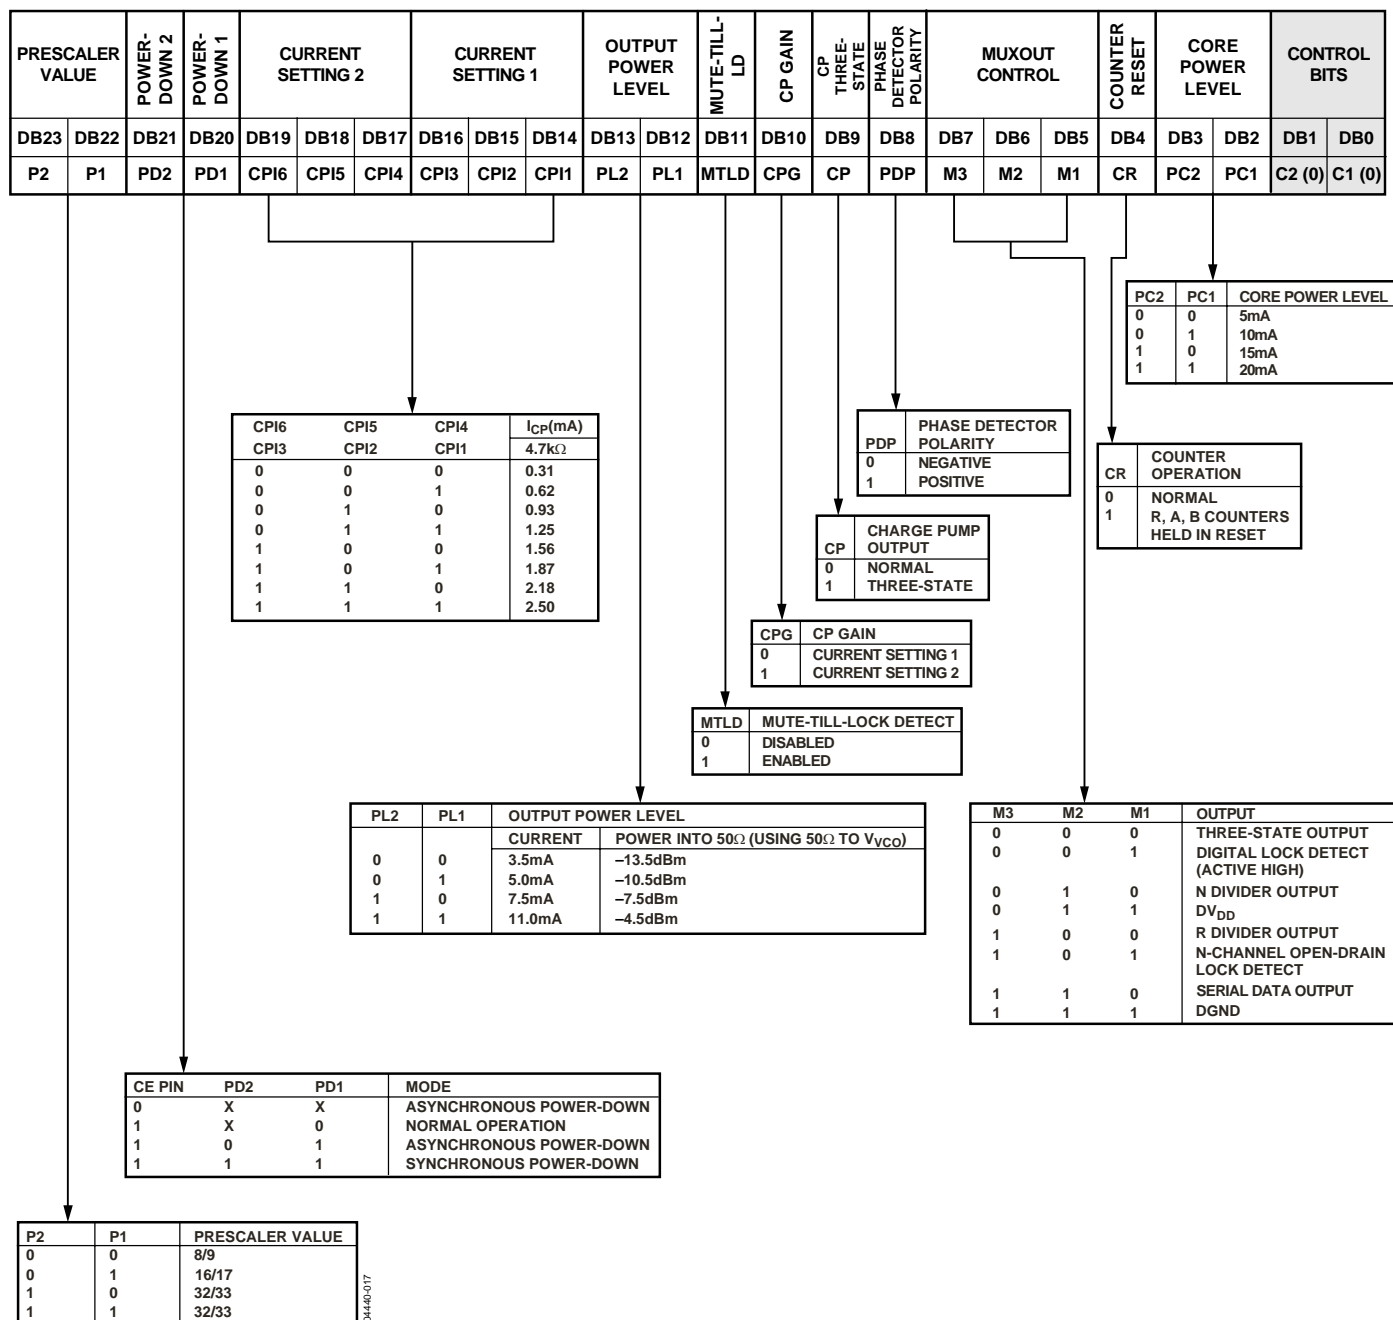 PRESCALER VALUE
POWER-DOWN 2
POWER-DOWN 1
CURRENT SETTING 2
CURRENT SETTING 1
OUTPUT POWER LEVEL
MUTE-TILL-LD
CP GAIN
CP THREE-STATE
PHASE DETECTOR POLARITY
MUXOUT CONTROL
COUNTER RESET
CORE POWER LEVEL
CONTROL BITS
DB23 DB22 DB21 DB20 DB19 DB18 DB17 DB16 DB15 DB14 DB13 DB12 DB11 DB10 DB9 DB8 DB7 DB6 DB5 DB4 DB3 DB2 DB1 DB0
P2 P1 PD2 PD1 CPI6 CPI5 CPI4 CPI3 CPI2 CPI1 PL2 PL1 MTLD CPG CP PDP M3 M2 M1 CR PC2 PC1 C2 (0) C1 (0)
PC2 PC1 CORE POWER LEVEL
0 0 5mA
0 1 10mA
1 0 15mA
1 1 20mA
CPI6 CPI5 CPI4 ICP(mA)
CPI3 CPI2 CPI1 4.7kΩ
0 0 0 0.31
0 0 1 0.62
0 1 0 0.93
0 1 1 1.25
1 0 0 1.56
1 0 1 1.87
1 1 0 2.18
1 1 1 2.50
PHASE DETECTOR
PDP POLARITY
0 NEGATIVE
1 POSITIVE
COUNTER
CR OPERATION
0 NORMAL
1 R, A, B COUNTERS
HELD IN RESET
CHARGE PUMP
CP OUTPUT
0 NORMAL
1 THREE-STATE
CPG CP GAIN
0 CURRENT SETTING 1
1 CURRENT SETTING 2
MTLD MUTE-TILL-LOCK DETECT
0 DISABLED
1 ENABLED
PL2 PL1 OUTPUT POWER LEVEL
CURRENT POWER INTO 50Ω (USING 50Ω TO VVCO)
0 0 3.5mA –13.5dBm
0 1 5.0mA –10.5dBm
1 0 7.5mA –7.5dBm
1 1 11.0mA –4.5dBm
M3 M2 M1 OUTPUT
0 0 0 THREE-STATE OUTPUT
0 0 1 DIGITAL LOCK DETECT
(ACTIVE HIGH)
0 1 0 N DIVIDER OUTPUT
0 1 1 DVDD
1 0 0 R DIVIDER OUTPUT
1 0 1 N-CHANNEL OPEN-DRAIN
LOCK DETECT
1 1 0 SERIAL DATA OUTPUT
1 1 1 DGND
CE PIN PD2 PD1 MODE
0 X X ASYNCHRONOUS POWER-DOWN
1 X 0 NORMAL OPERATION
1 0 1 ASYNCHRONOUS POWER-DOWN
1 1 1 SYNCHRONOUS POWER-DOWN
P2 P1 PRESCALER VALUE
0 0 8/9
0 1 16/17
1 0 32/33
1 1 32/33
04440-017